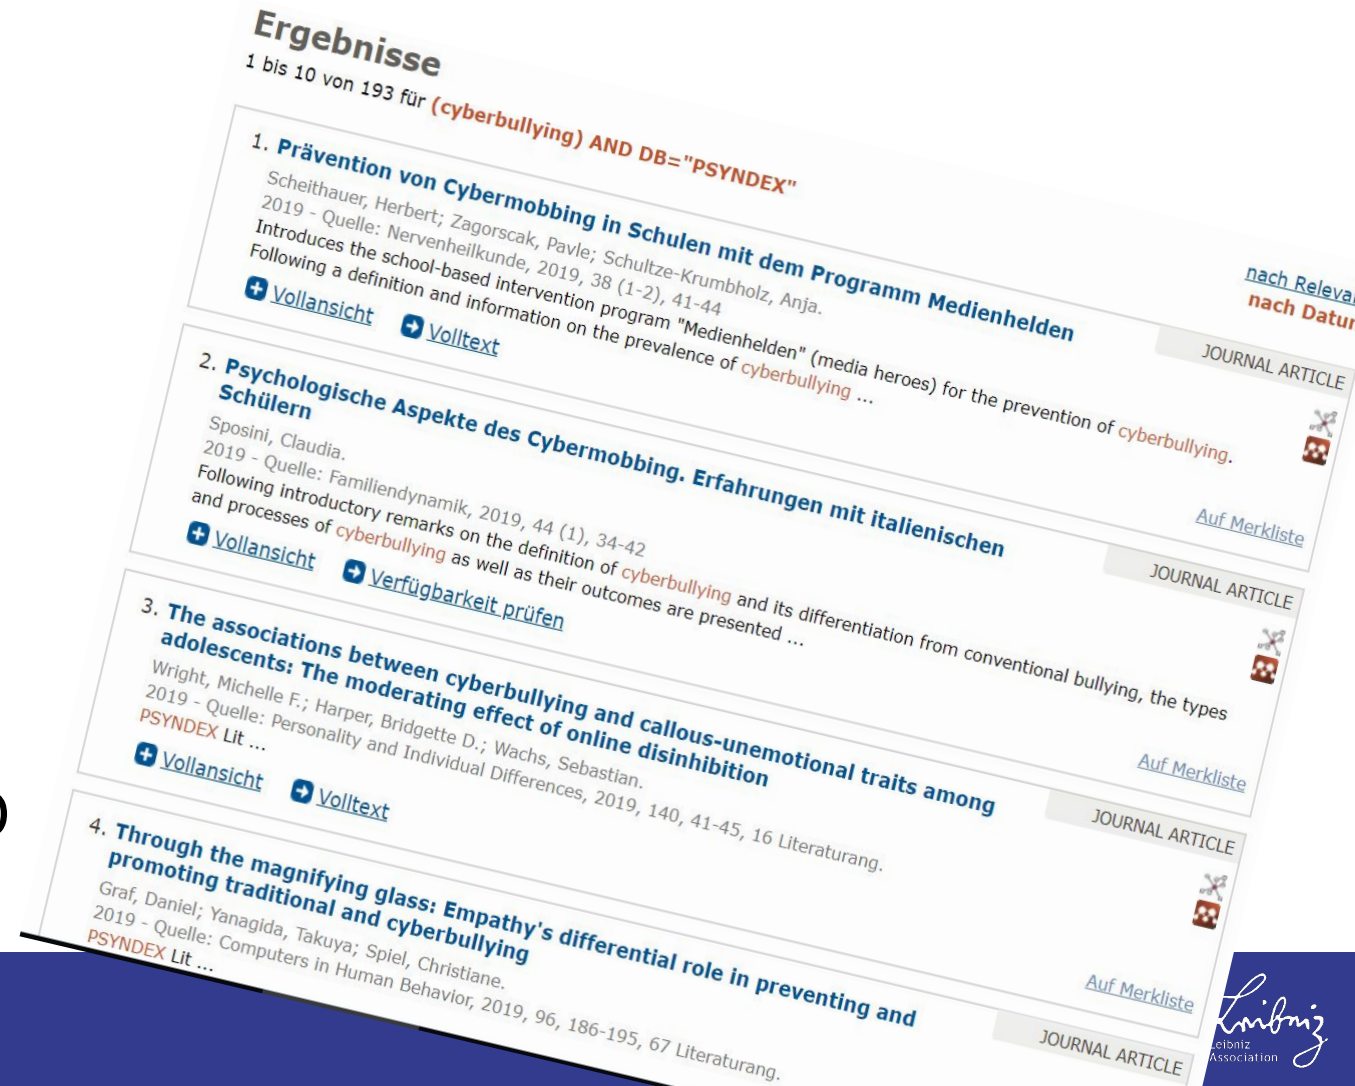 Ergebnisse
1 bis 10 von 193 für (cyberbullying) AND DB="PSYNDEX"
nach Datum
1. Prävention von Cybermobbing in Schulen mit dem Programm Medienhelden
JOURNAL ARTICLE
Scheithauer, Herbert; Zagorscak, Pavle; Schultze-Krumbholz, Anja.
2019 - Quelle: Nervenheilkunde, 2019, 38 (1-2), 41-44
Introduces the school-based intervention program "Medienhelden" (media heroes) for the prevention of cyberbullying.
Following a definition and information on the prevalence of cyberbullying ...
Vollansicht Volltext
Auf Merkliste
2. Psychologische Aspekte des Cybermobbing. Erfahrungen mit italienischen
Schülern
JOURNAL ARTICLE
Sposini, Claudia.
2019 - Quelle: Familiendynamik, 2019, 44 (1), 34-42
Following introductory remarks on the definition of cyberbullying and its differentiation from conventional bullying, the types
and processes of cyberbullying as well as their outcomes are presented ...
Vollansicht Verfügbarkeit prüfen
Auf Merkliste
3. The associations between cyberbullying and callous-unemotional traits among
adolescents: The moderating effect of online disinhibition
JOURNAL ARTICLE
Wright, Michelle F.; Harper, Bridgette D.; Wachs, Sebastian.
2019 - Quelle: Personality and Individual Differences, 2019, 140, 41-45, 16 Literaturang.
PSYNDEX Lit ...
Vollansicht Volltext
Auf Merkliste
4. Through the magnifying glass: Empathy's differential role in preventing and
promoting traditional and cyberbullying
JOURNAL ARTICLE
Graf, Daniel; Yanagida, Takuya; Spiel, Christiane.
2019 - Quelle: Computers in Human Behavior, 2019, 96, 186-195, 67 Literaturang.
PSYNDEX Lit ...
Leibniz
Leibniz
Association